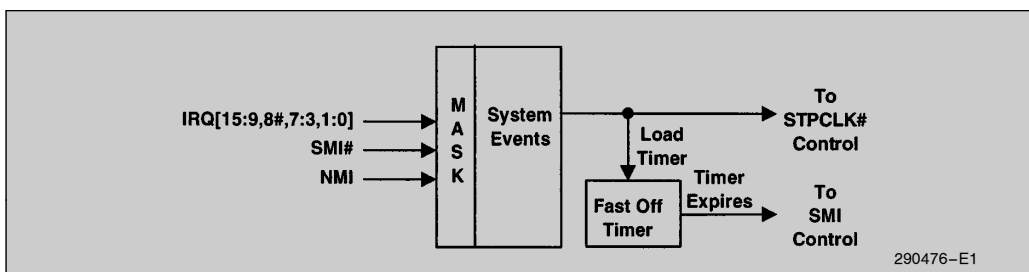 IRQ[15:9,8#,7:3,1:0]
SMI#
NMI
M
A
S
K
System
Events
Load
Timer
Fast Off
Timer
Timer
Expires
To
STPCLK#
Control
To
SMI
Control
290476–E1